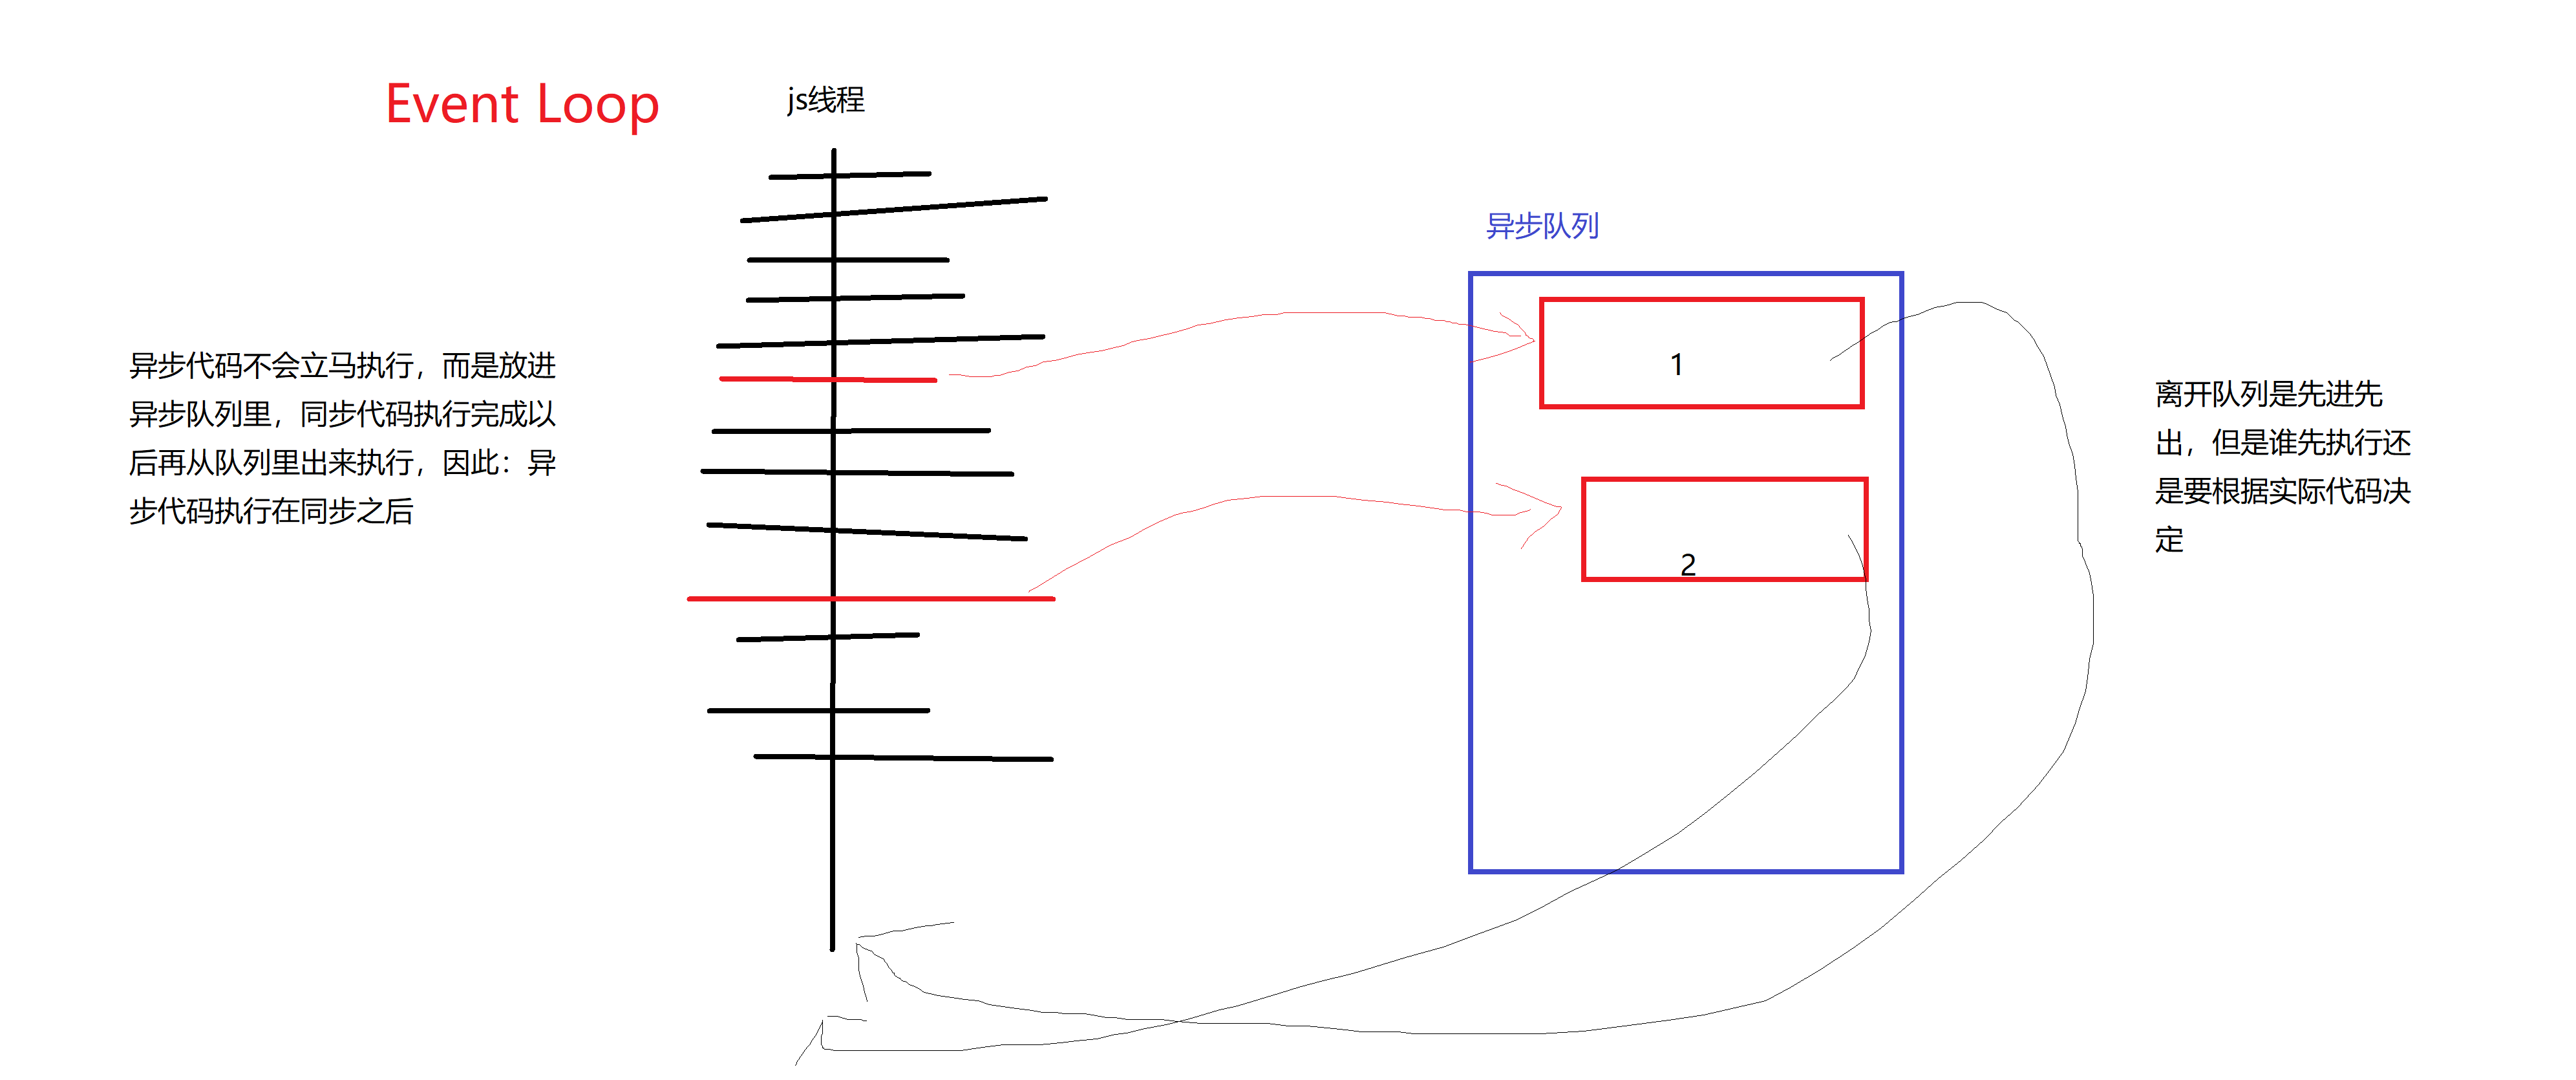 Event Loop
js线程
异步队列
异步代码不会立马执行，而是放进
异步队列里，同步代码执行完成以
后再从队列里出来执行，因此：异
步代码执行在同步之后
1
2
离开队列是先进先
出，但是谁先执行还
是要根据实际代码决
定